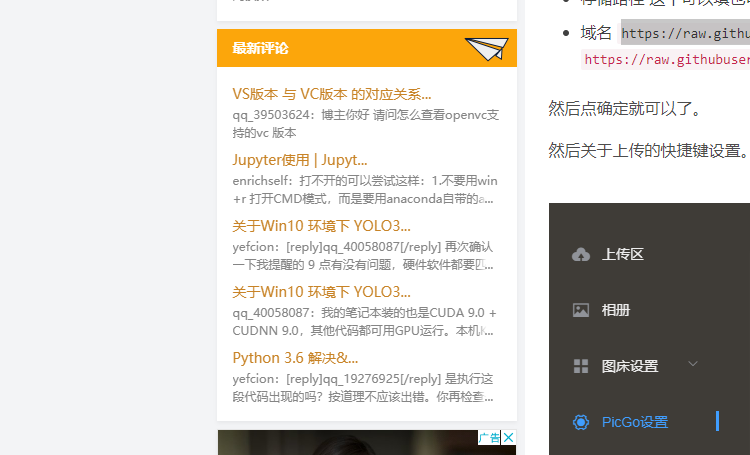 最新评论
VS版本 与 VC版本 的对应关系...
qq_39503624：博主你好 请问怎么查看openvc支
持的vc 版本
Jupyter使用 | Jupyt...
enrichself：打不开的可以尝试这样：1.不要用win
+r 打开CMD模式，而是要用anaconda自带的a...
关于Win10 环境下 YOLO3...
yefcion：[reply]qq_40058087[/reply] 再次确认
一下我提醒的 9 点有没有问题，硬件软件都要匹...
关于Win10 环境下 YOLO3...
qq_40058087：我的笔记本装的也是CUDA 9.0 +
CUDNN 9.0，其他代码都可用GPU运行。本机...
Python 3.6 解决&...
yefcion：[reply]qq_19276925[/reply] 是执行这
段代码出现的吗？按道理不应该出错。你再检查...
广告
域名 https://raw.githu
https://raw.githubuser
然后点确定就可以了。
然后关于上传的快捷键设置。
上传区
相册
图床设置
PicGo设置